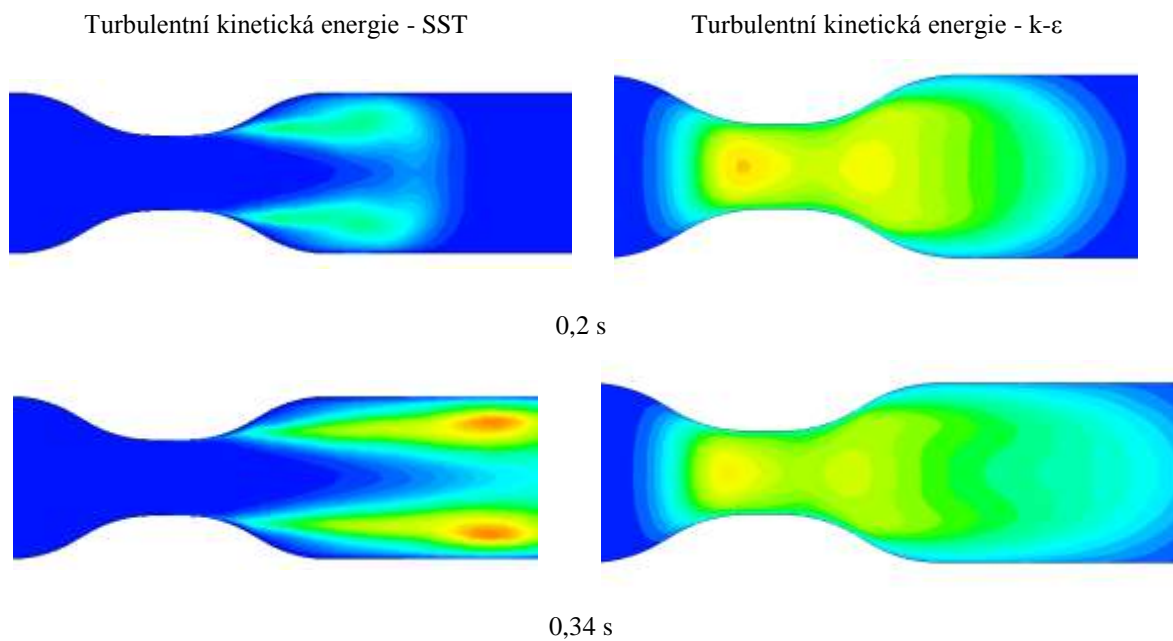 Turbulentní kinetická energie - SST
Turbulentní kinetická energie - k-ε
0,2 s
0,34 s